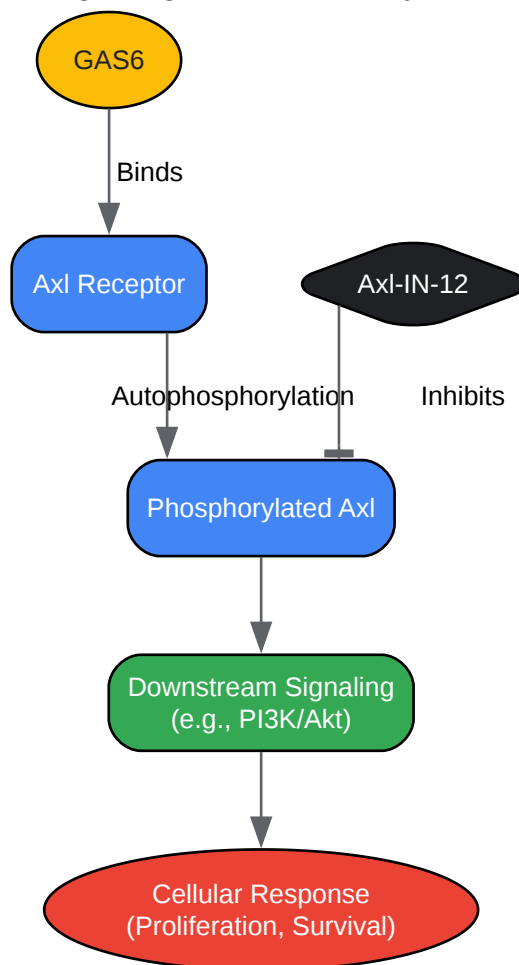 GAS6
Binds
Axl Receptor
Axl-IN-12
Autophosphorylation
Inhibits
Phosphorylated Axl
Downstream Signaling
(e.g., PI3K/Akt)
Cellular Response
(Proliferation, Survival)